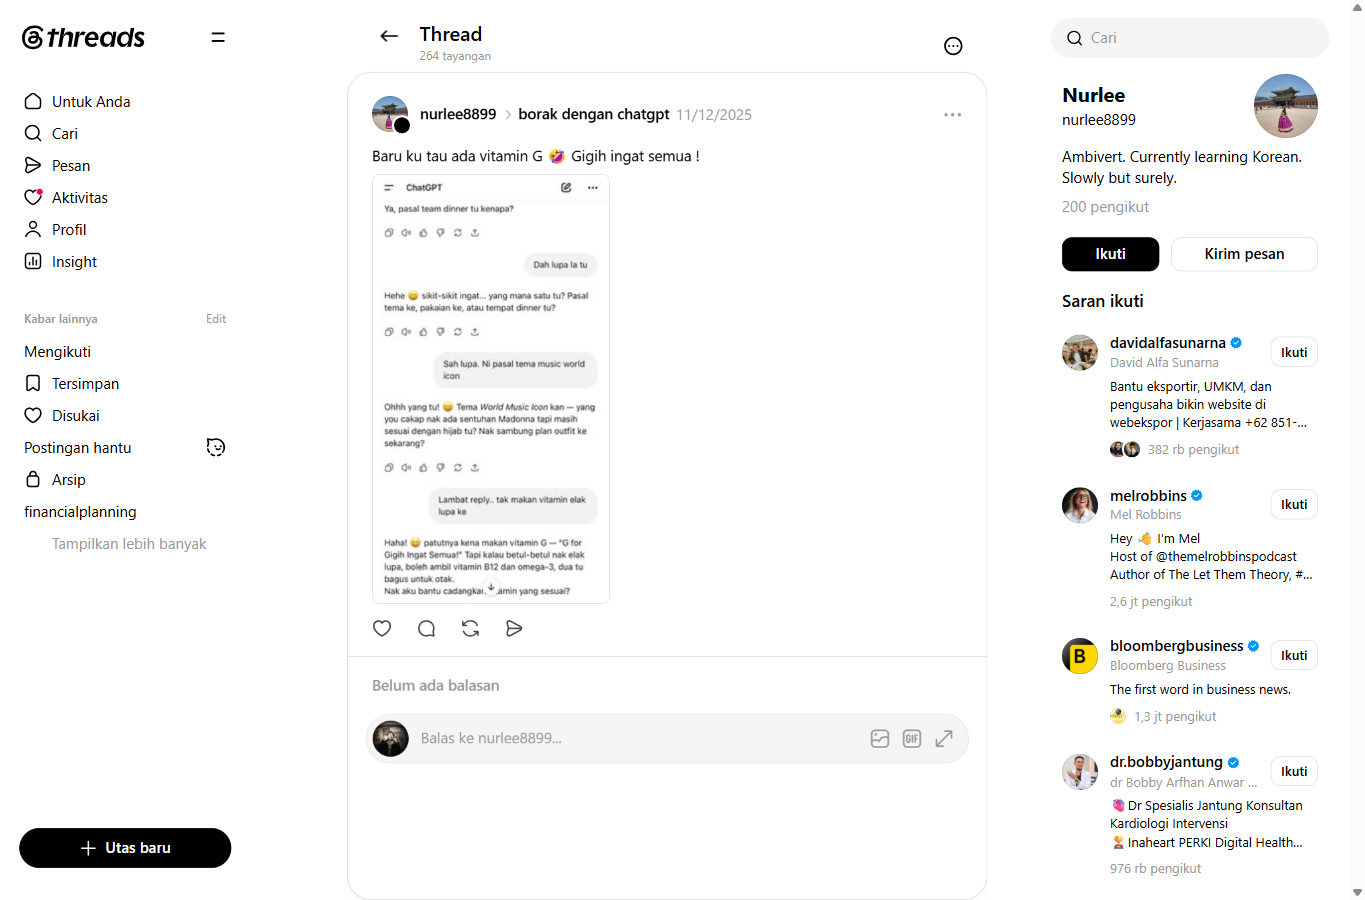 threads
Untuk Anda
Cari
Pesan
Aktivitas
Profil
Insight
Kabar lainnya
Edit
Mengikuti
Tersimpan
Disukai
Postingan hantu
Arsip
financialplanning
Tampilkan lebih banyak
Utas baru
Thread
264 tayangan
nurlee8899 > borak dengan chatgpt 11/12/2025
Baru ku tau ada vitamin G 🤣 Gigih ingat semua !
ChatGPT
Ya, pasal team dinner tu kenapa?
Dah lupa la tu
Hehe 😄 sikit-sikit ingat... yang mana satu tu? Pasal
tema ke, pakaian ke, atau tempat dinner tu?
Sah lupa. Ni pasal tema music world
icon
Ohhh yang tu! 😄 Tema World Music Icon kan — yang
you cakap nak ada sentuhan Madonna tapi masih
sesuai dengan hijab tu? Nak sambung plan outfit ke
sekarang?
Lambat reply.. tak makan vitamin elak
lupa ke
Haha! 😄 patutnya kena makan vitamin G — "G for
Gigih Ingat Semua!" Tapi kalau betul-betul nak elak
lupa, boleh ambil vitamin B12 dan omega-3, dua tu
bagus untuk otak.
Nak aku bantu cadangkan amin yang sesuai?
Belum ada balasan
Balas ke nurlee8899...
GIF
Cari
Nurlee
nurlee8899
Ambivert. Currently learning Korean.
Slowly but surely.
200 pengikut
Ikuti
Kirim pesan
Saran ikuti
davidalfasunarna
David Alfa Sunarna
Ikuti
Bantu eksportir, UMKM, dan
pengusaha bikin website di
webekspor | Kerjasama +62 851-...
382 rb pengikut
melrobbins
Mel Robbins
Ikuti
Hey 👋 I'm Mel
Host of @themelrobbinspodcast
Author of The Let Them Theory, #...
2,6 jt pengikut
B
bloombergbusiness
Bloomberg Business
Ikuti
The first word in business news.
1,3 jt pengikut
dr.bobbyjantung
dr Bobby Arfhan Anwar ...
Ikuti
🫀Dr Spesialis Jantung Konsultan
Kardiologi Intervensi
🏆Inaheart PERKI Digital Health...
976 rb pengikut